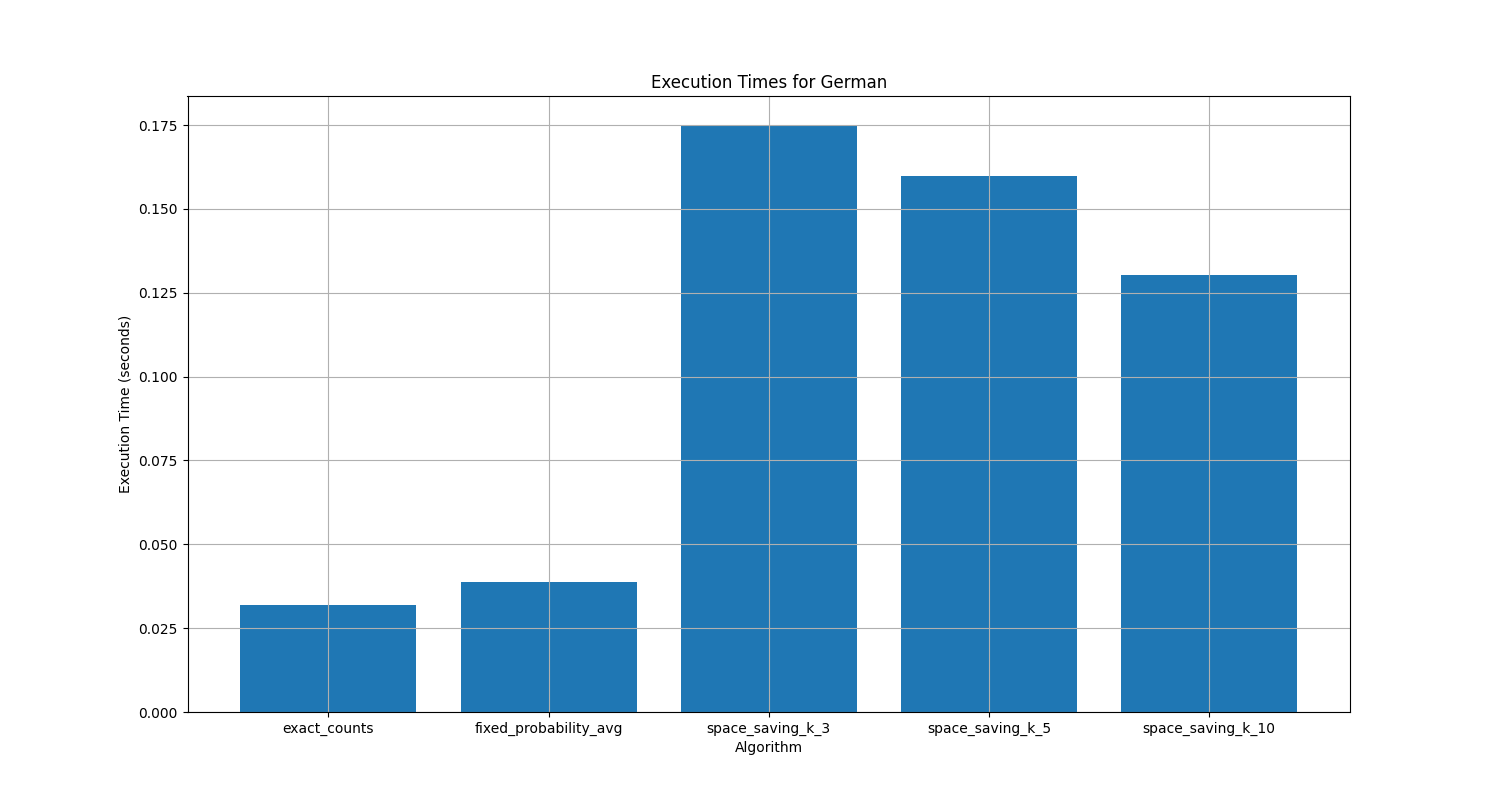 Execution Times for German
0.175
0.150
0.125
0.100
0.075
0.050
0.025
0.000
Execution Time (seconds)
exact_counts
fixed_probability_avg
space_saving_k_3
space_saving_k_5
space_saving_k_10
Algorithm